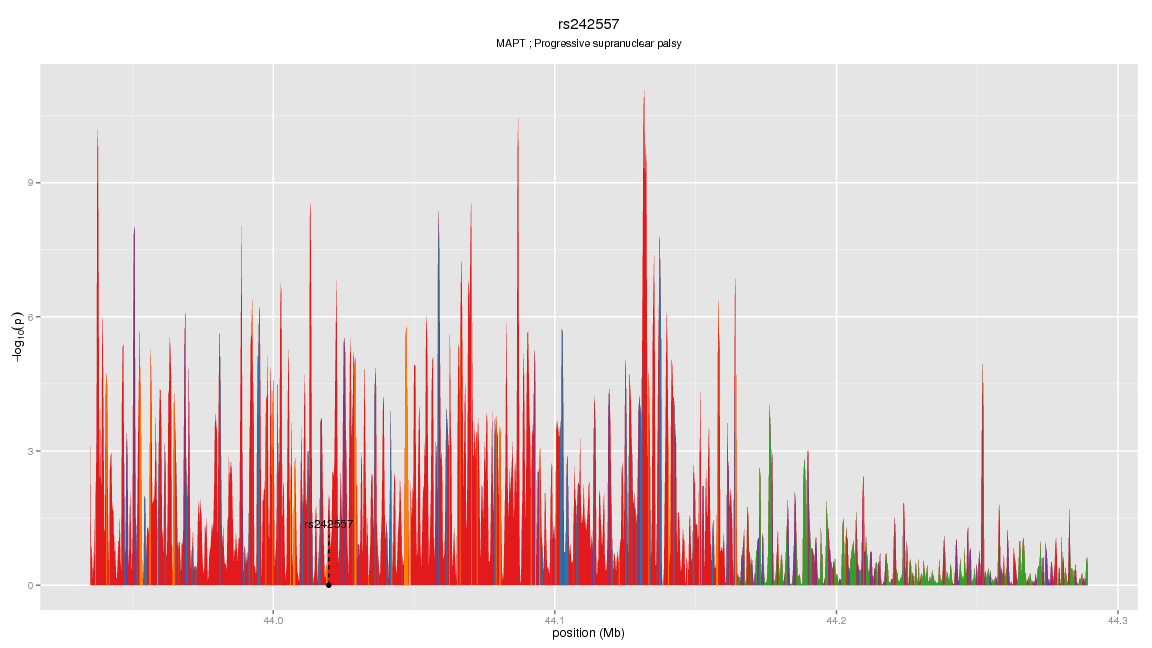 rs242557
MAPT ; Progressive supranuclear palsy
-log10(p)
9
6
3
0
rs242557
44.0
44.1
44.2
44.3
position (Mb)